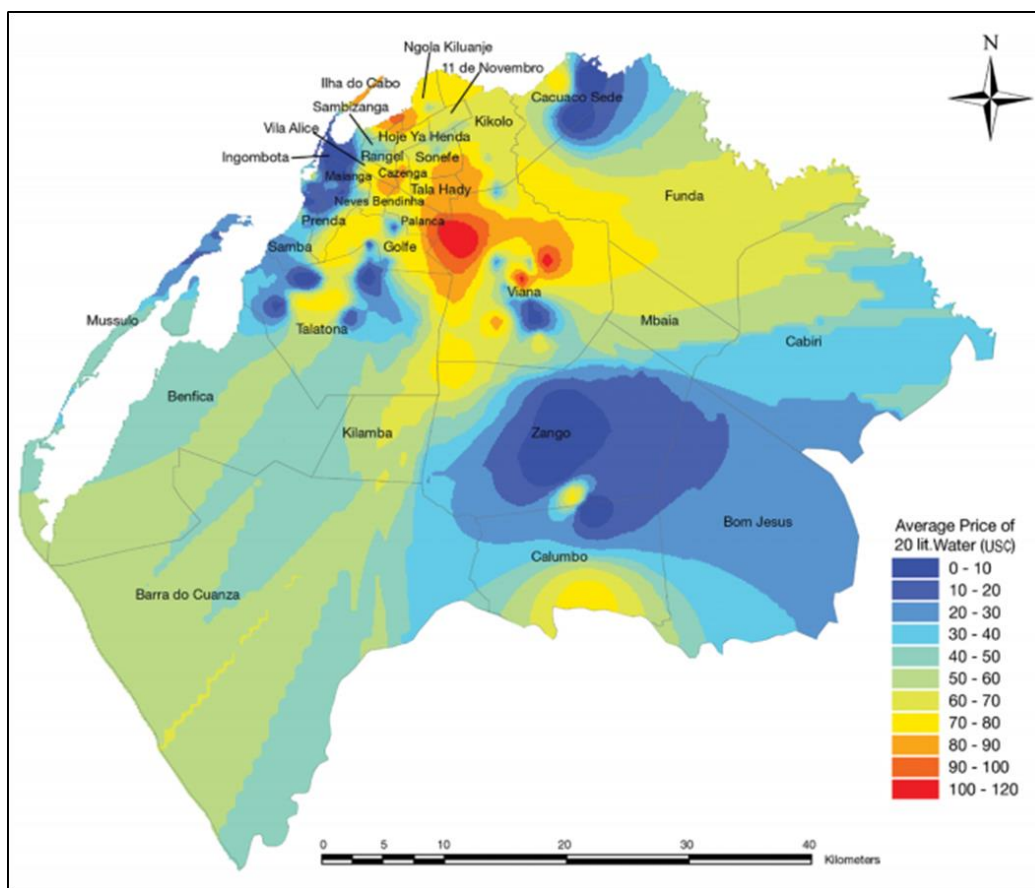 Ngola Kiluanje
N
11 de Novembro
Ilha do Cabo
Cacuaco Sede
Sambizanga
Kikolo
Vila Alice
Hoje Ya Henda
Ingombota
Rangel
Sonefe
Maianga
Cazenga
Tala Hady
Funda
Neves Bendinha
Prenda
Palanca
Samba
Golfe
Viana
Mussulo
Talatona
Mbaia
Cabiri
Benfica
Kilamba
Zango
Bom Jesus
Calumbo
Barra do Cuanza
Average Price of
20 lit.Water (USC)
0 - 10
10 - 20
20 - 30
30 - 40
40 - 50
50 - 60
60 - 70
70 - 80
80 - 90
90 - 100
100 - 120
0 5 10 20 30 40
Kilometers